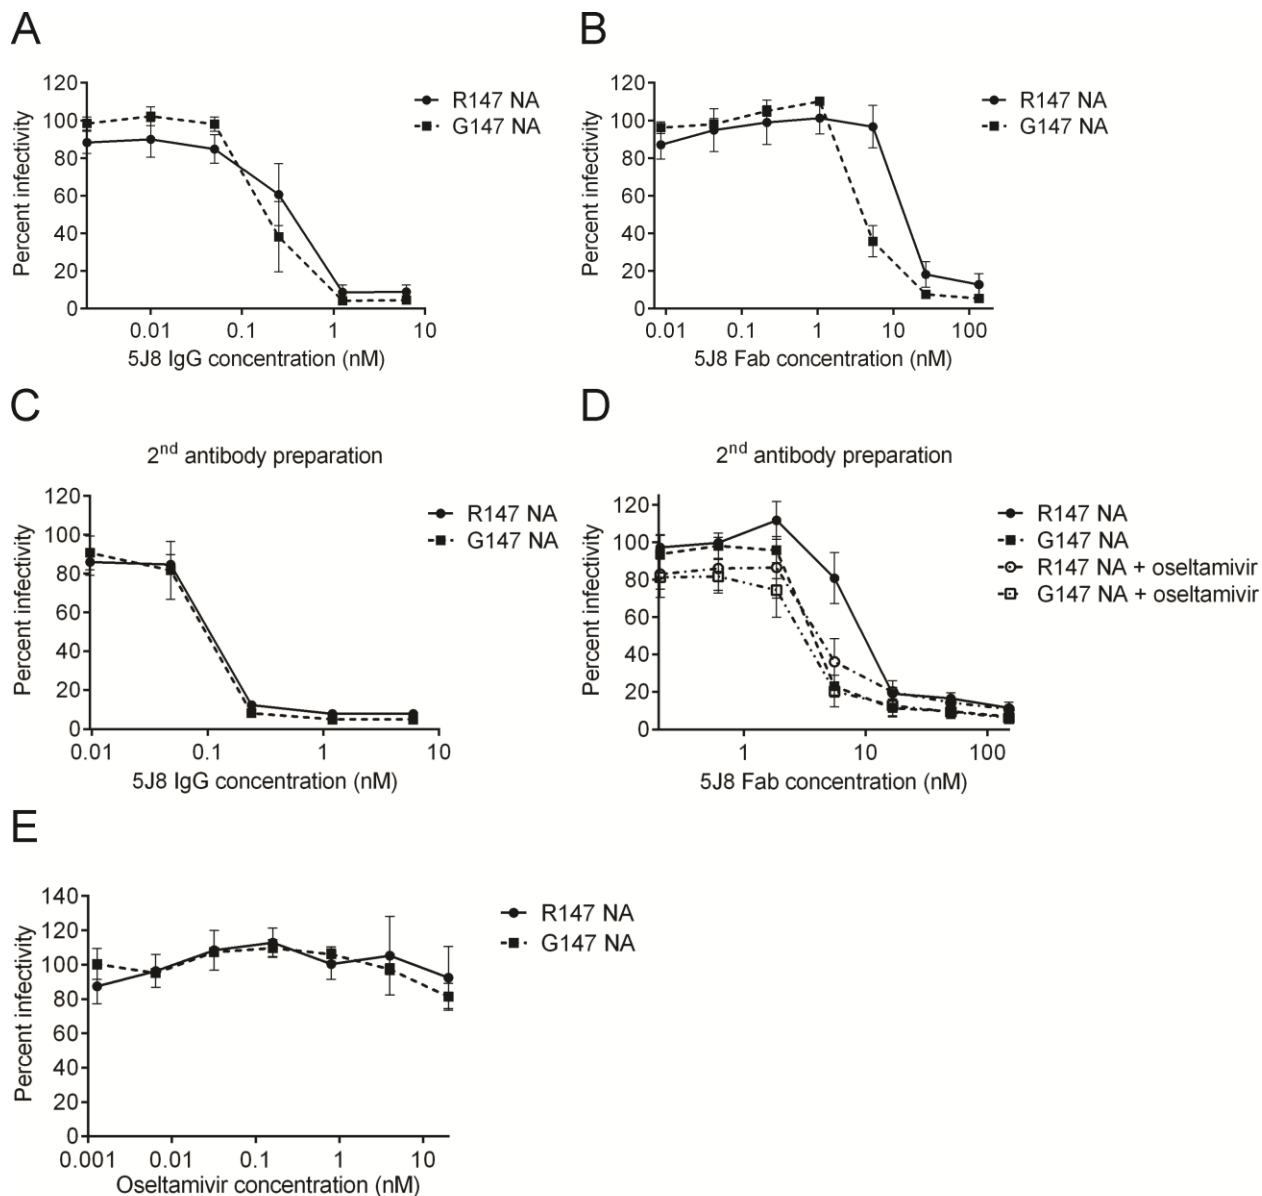 A
120
100
80
60
40
20
0
Percent infectivity
0.01
0.1
1
10
5J8 IgG concentration (nM)
R147 NA
G147 NA
B
120
100
80
60
40
20
0
Percent infectivity
0.01
0.1
1
10
100
5J8 Fab concentration (nM)
R147 NA
G147 NA
C
2nd antibody preparation
120
100
80
60
40
20
0
Percent infectivity
0.01
0.1
1
10
5J8 IgG concentration (nM)
R147 NA
G147 NA
D
2nd antibody preparation
120
100
80
60
40
20
0
Percent infectivity
1
10
100
5J8 Fab concentration (nM)
R147 NA
G147 NA
R147 NA + oseltamivir
G147 NA + oseltamivir
E
140
120
100
80
60
40
20
0
Percent infectivity
0.001
0.01
0.1
1
10
Oseltamivir concentration (nM)
R147 NA
G147 NA